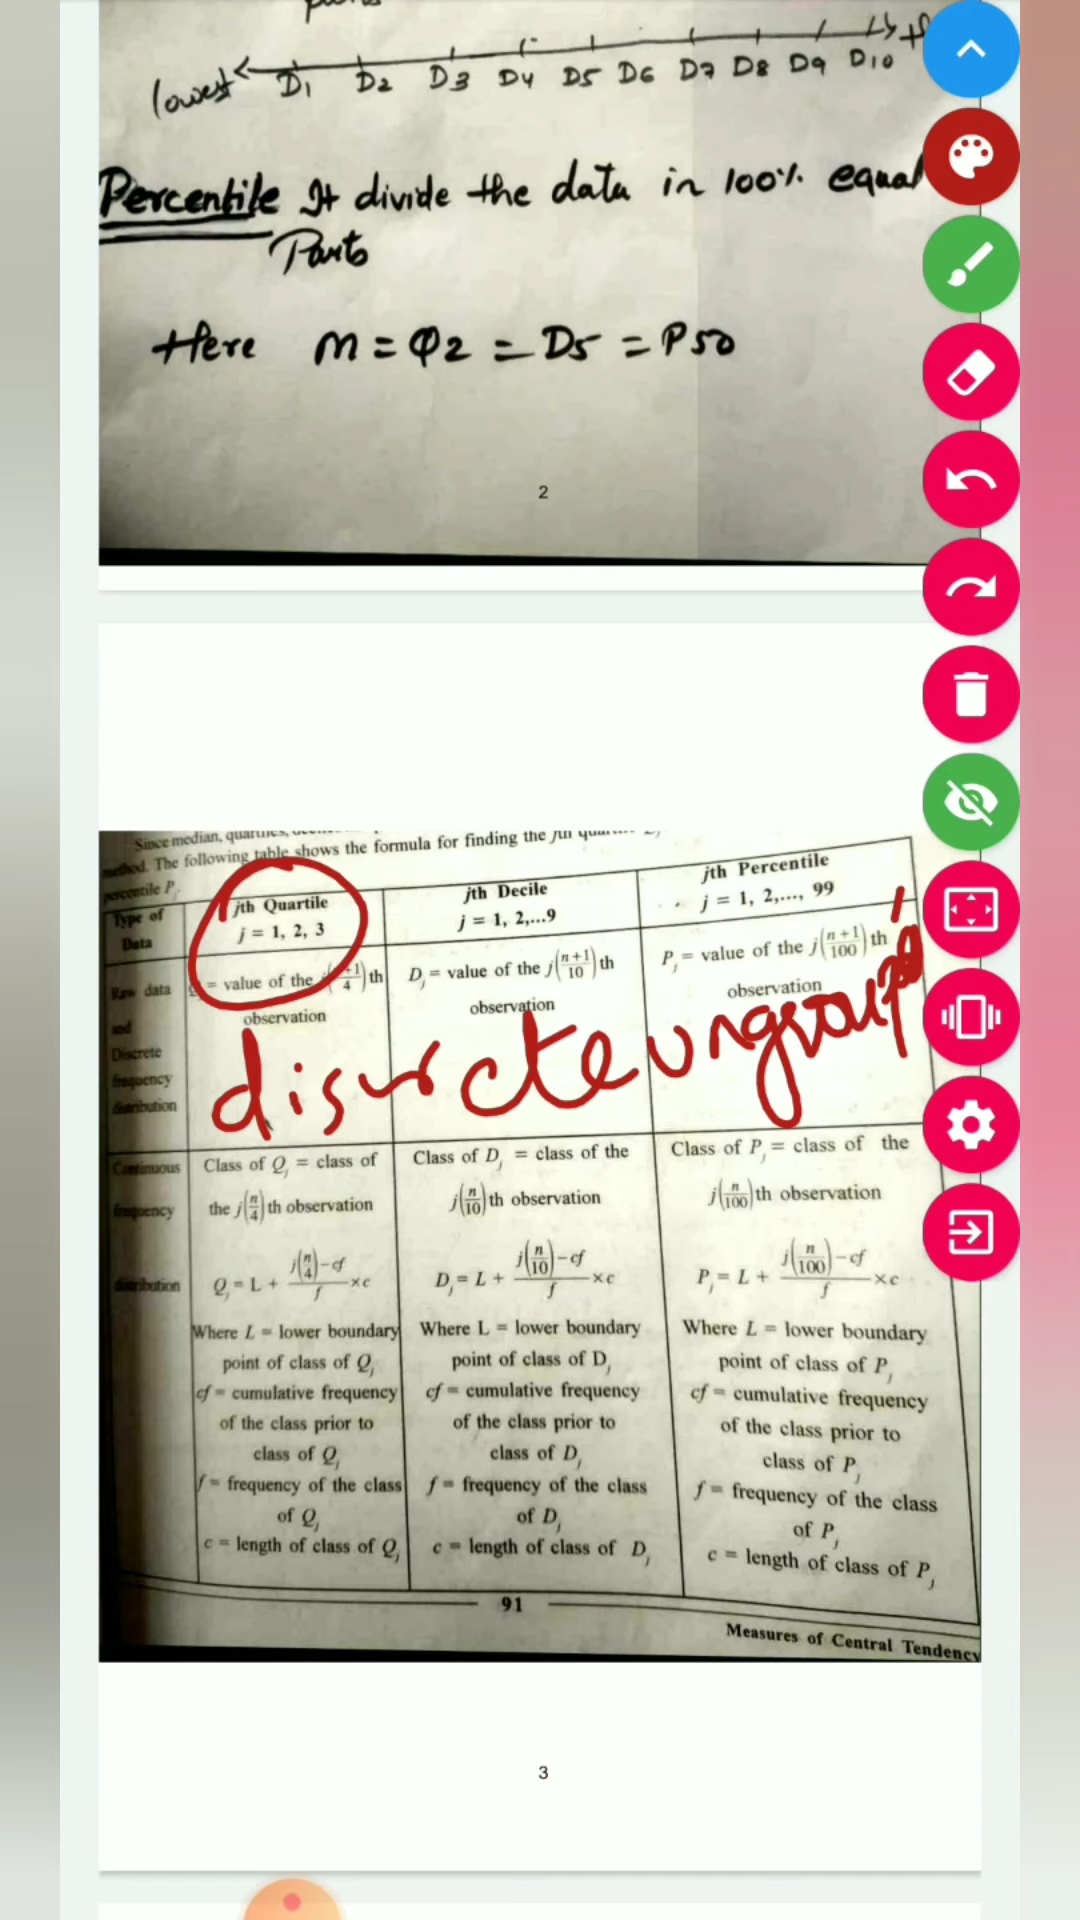 lowest D1 D2 D3 D4 D5 D6 D7 D8 D9 D10
Percentile It divide the data in 100% equal
Parts
Here m = Q2 = D5 = P50
2
Since median, quartiles,
method. The following table shows the formula for finding the jth
percentile Pj
Type of Data
jth Quartile
j = 1, 2, 3
jth Decile
j = 1, 2,...9
jth Percentile
j = 1, 2,..., 99
Raw data
and
Discrete
frequency
distribution
= value of the th
observation
Dj = value of the j((n+1)/10) th
observation
Pj = value of the j((n+1)/100) th
observation
discrete ungroup
Continuous
frequency
distribution
Class of Qj = class of
the j(n/4) th observation
Qj = L + (j(n/4) - cf)/f × c
Where L = lower boundary
point of class of Qj
cf = cumulative frequency
of the class prior to
class of Qj
f = frequency of the class
of Qj
c = length of class of Qj
Class of Dj = class of the
j(n/10) th observation
Dj = L + (j(n/10) - cf)/f × c
Where L = lower boundary
point of class of Dj
cf = cumulative frequency
of the class prior to
class of Dj
f = frequency of the class
of Dj
c = length of class of Dj
Class of Pj = class of the
j(n/100) th observation
Pj = L + (j(n/100) - cf)/f × c
Where L = lower boundary
point of class of Pj
cf = cumulative frequency
of the class prior to
class of Pj
f = frequency of the class
of Pj
c = length of class of Pj
91
Measures of Central Tendency
3